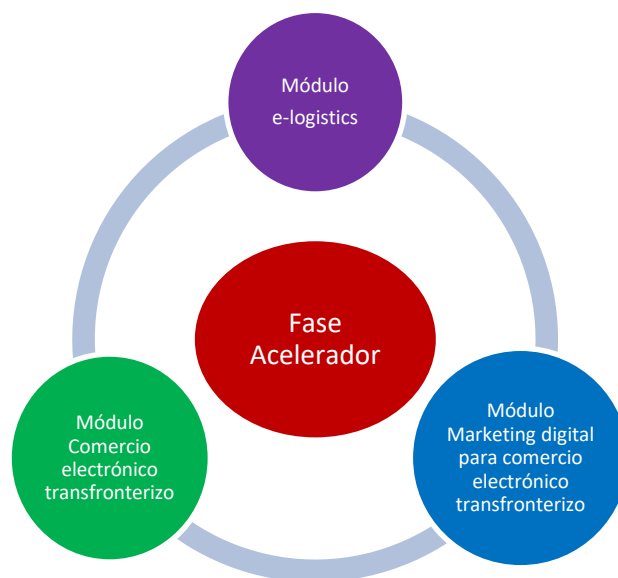 Módulo
e-logistics
Fase
Acelerador
Módulo
Comercio
electrónico
transfronterizo
Módulo
Marketing digital
para comercio
electrónico
transfronterizo